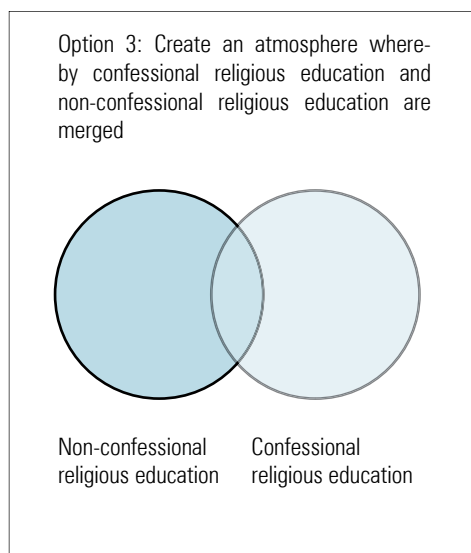 Option 3: Create an atmosphere where-
by confessional religious education and
non-confessional religious education are
merged
Non-confessional
religious education
Confessional
religious education